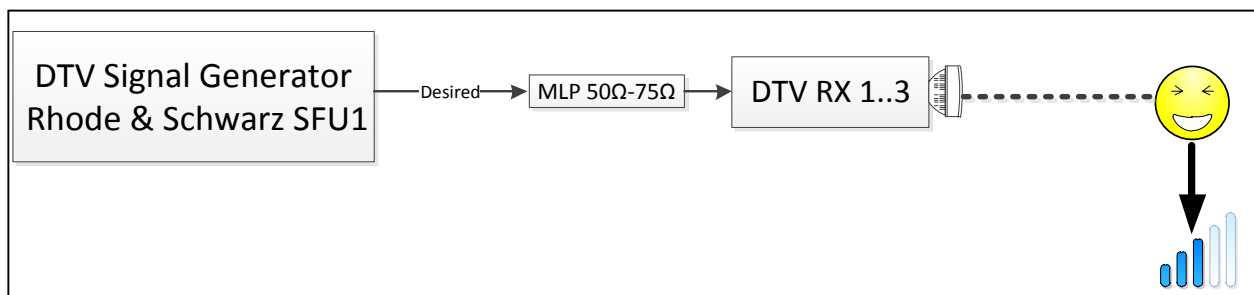 DTV Signal Generator
Rhode & Schwarz SFU1
Desired
MLP 50Ω-75Ω
DTV RX 1..3